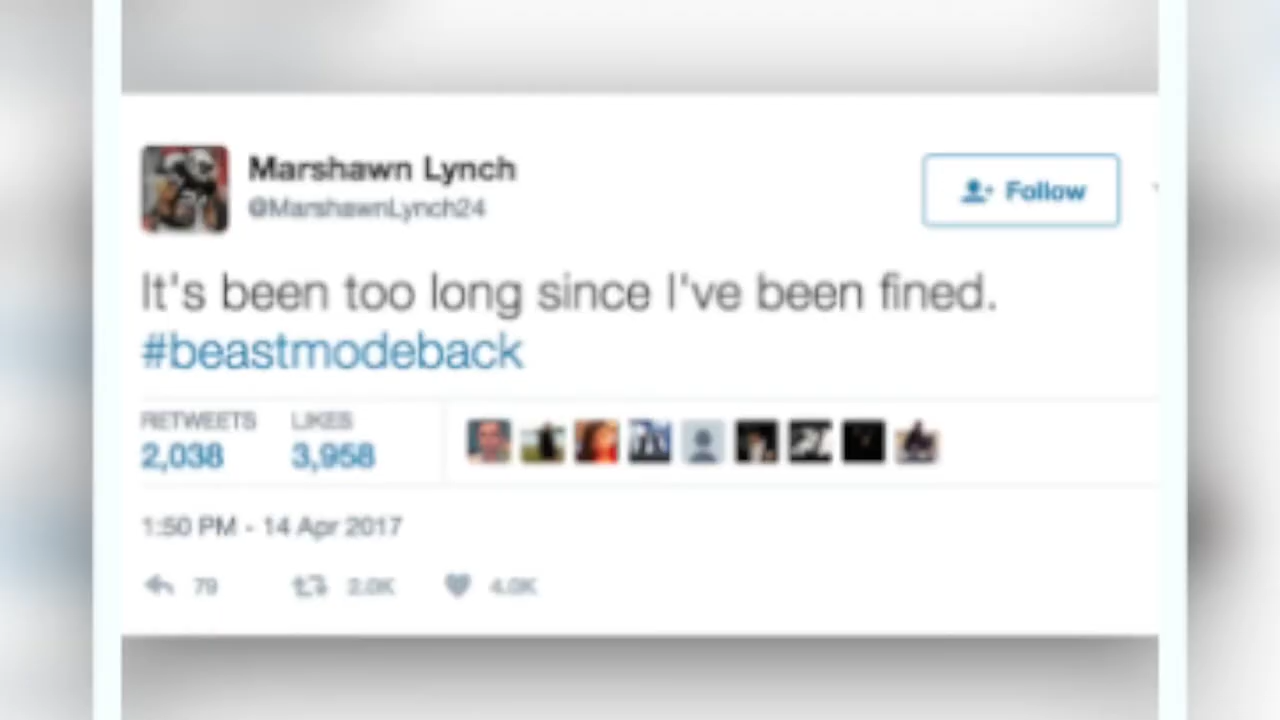 Marshawn Lynch
@MarshawnLynch24
Follow
It's been too long since I've been fined.
#beastmodeback
RETWEETS LIKES
2,038 3,958
1:50 PM - 14 Apr 2017
79 2.0K 4.0K